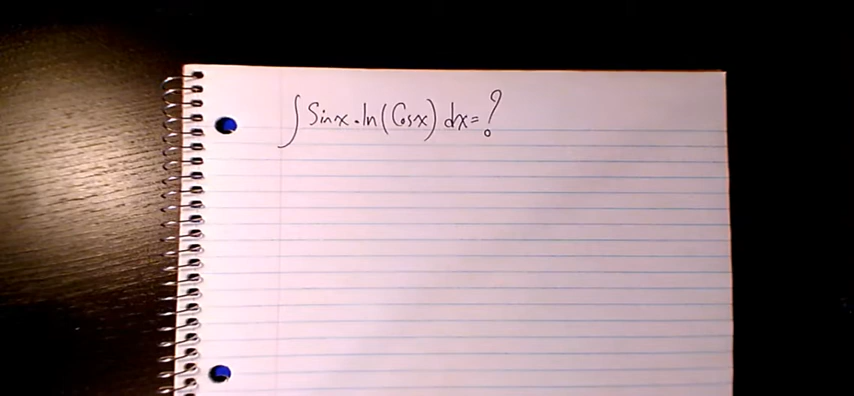 ∫ Sinx . ln(Cosx) dx = ?